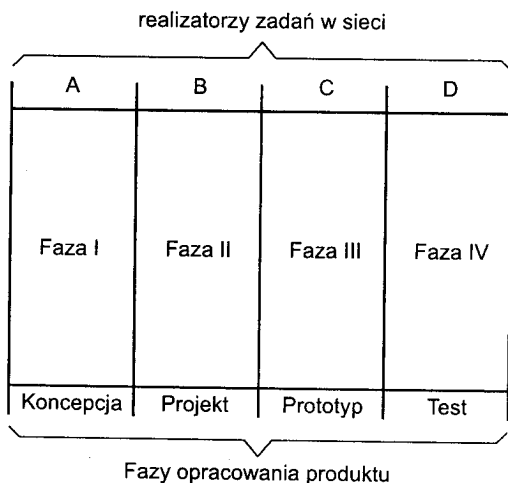 realizatorzy zadań w sieci
A B C D
Faza I Faza II Faza III Faza IV
Koncepcja Projekt Prototyp Test
Fazy opracowania produktu